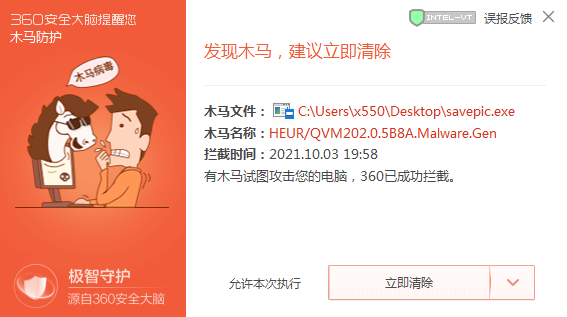 360安全大脑提醒您
木马防护
INTEL-VT 误报反馈
木马病毒
发现木马，建议立即清除
木马文件： C:\Users\x550\Desktop\savepic.exe
木马名称：HEUR/QVM202.0.5B8A.Malware.Gen
拦截时间：2021.10.03 19:58
有木马试图攻击您的电脑，360已成功拦截。
极智守护
源自360安全大脑
允许本次执行 立即清除